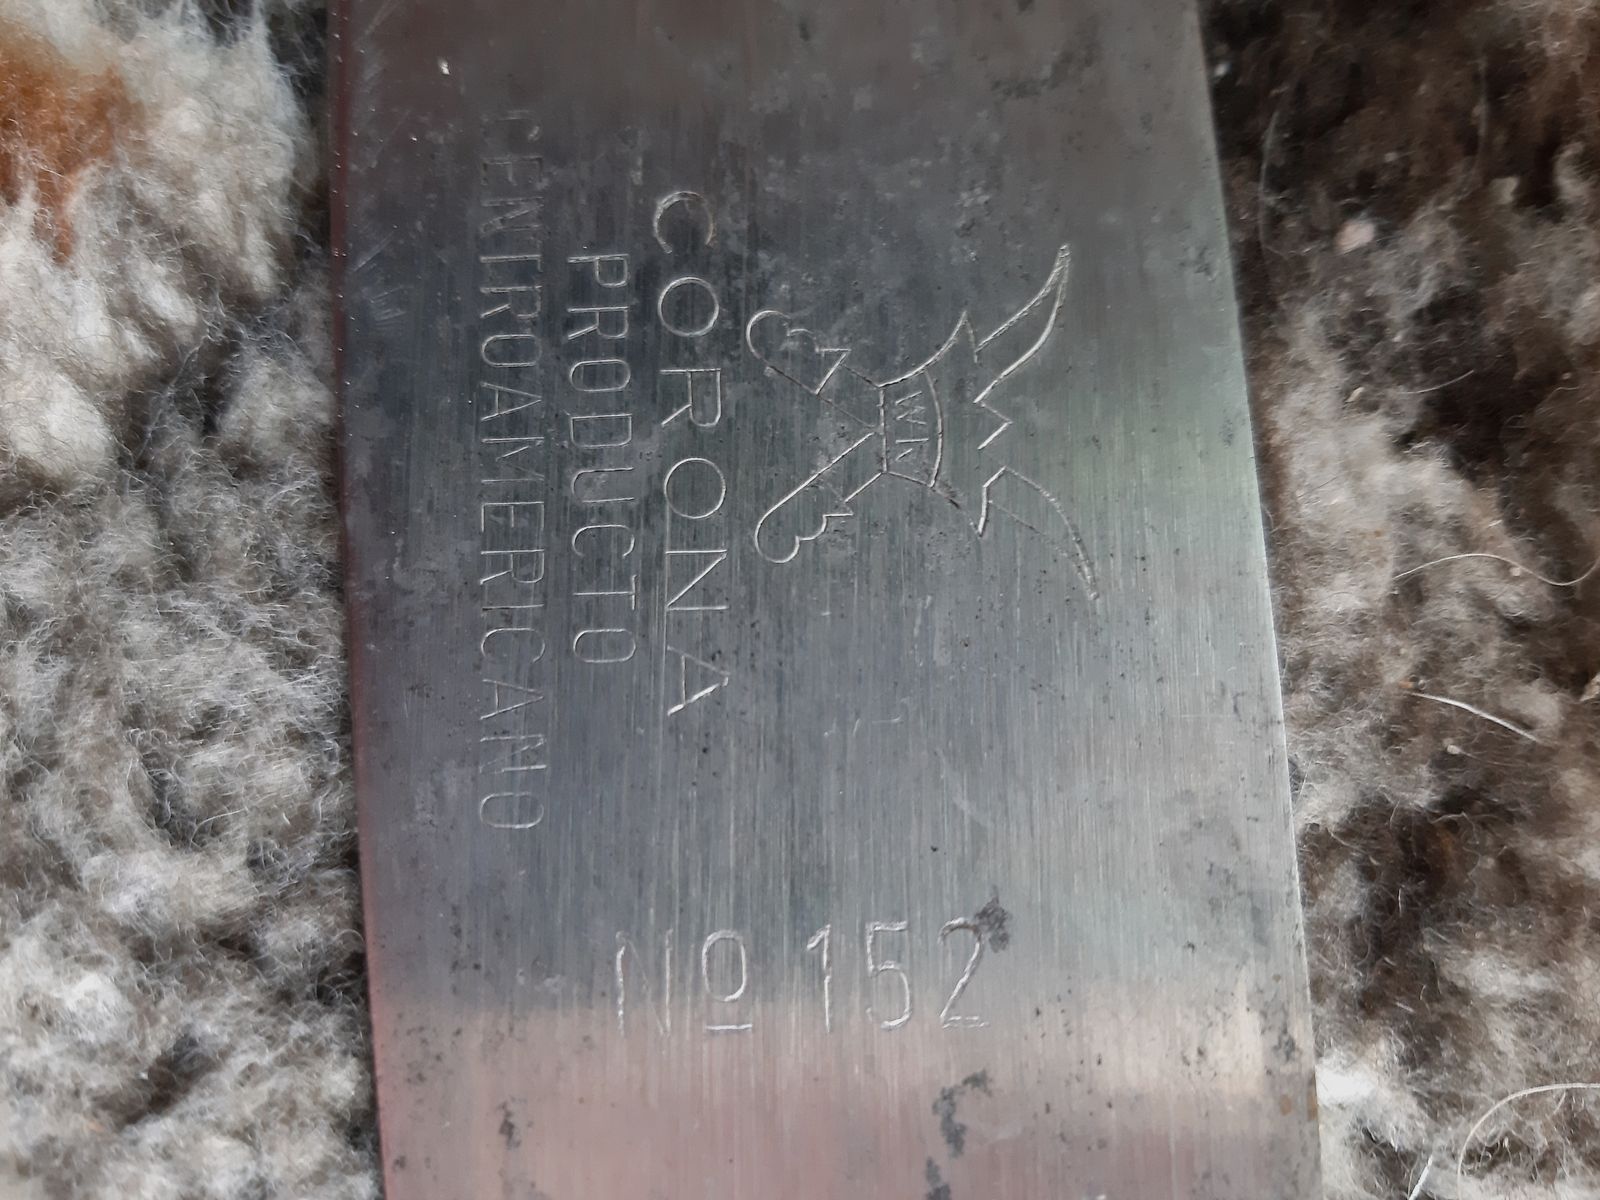 CORONA
PRODUCTO
CENTROAMERICANO
Nº 152